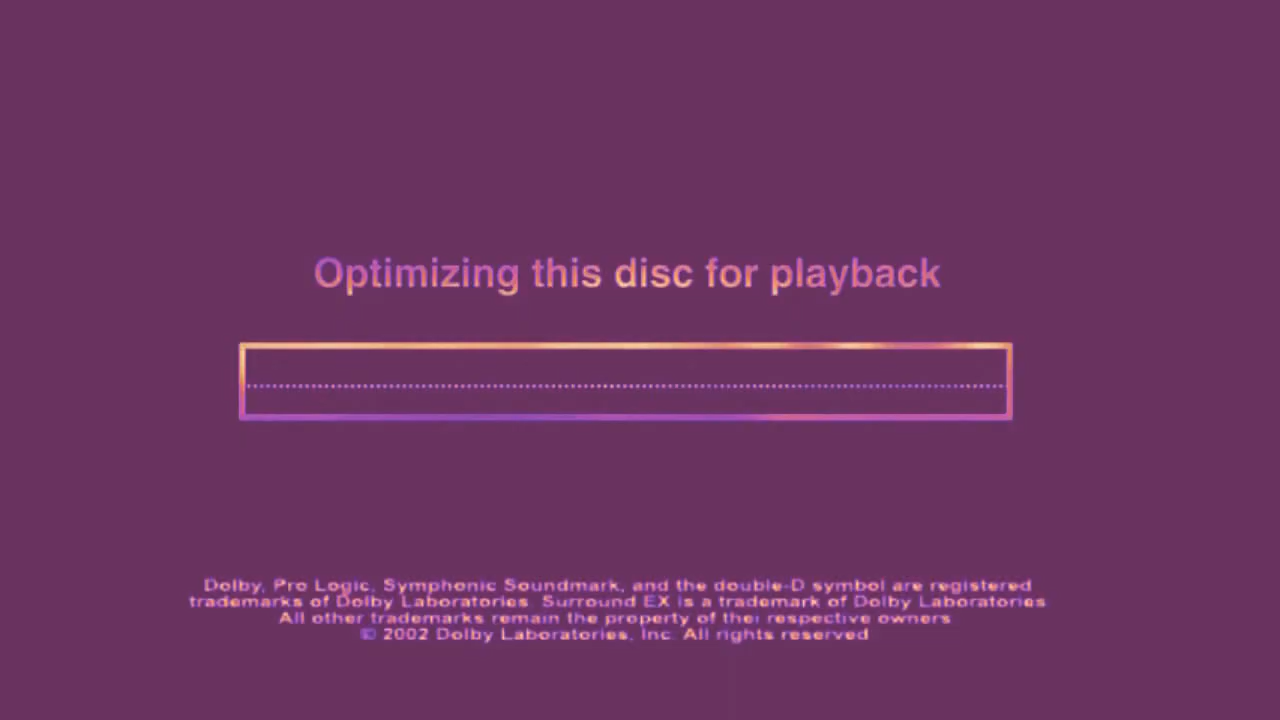 Optimizing this disc for playback
Dolby, Pro Logic, Symphonic Soundmark, and the double-D symbol are registered
trademarks of Dolby Laboratories. Surround EX is a trademark of Dolby Laboratories
All other trademarks remain the property of their respective owners
© 2002 Dolby Laboratories, Inc. All rights reserved